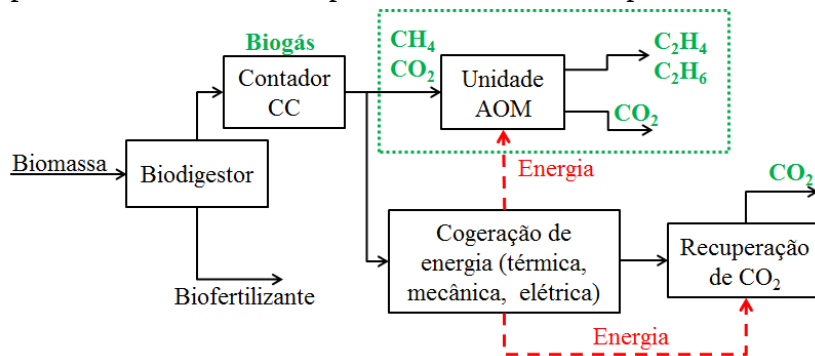 Biogás
Contador
CC
CH₄
CO₂
Unidade
AOM
C₂H₄
C₂H₆
CO₂
Biomassa
Biodigestor
Energia
CO₂
Biofertilizante
Cogeração de
energia (térmica,
mecânica, elétrica)
Recuperação
de CO₂
Energia